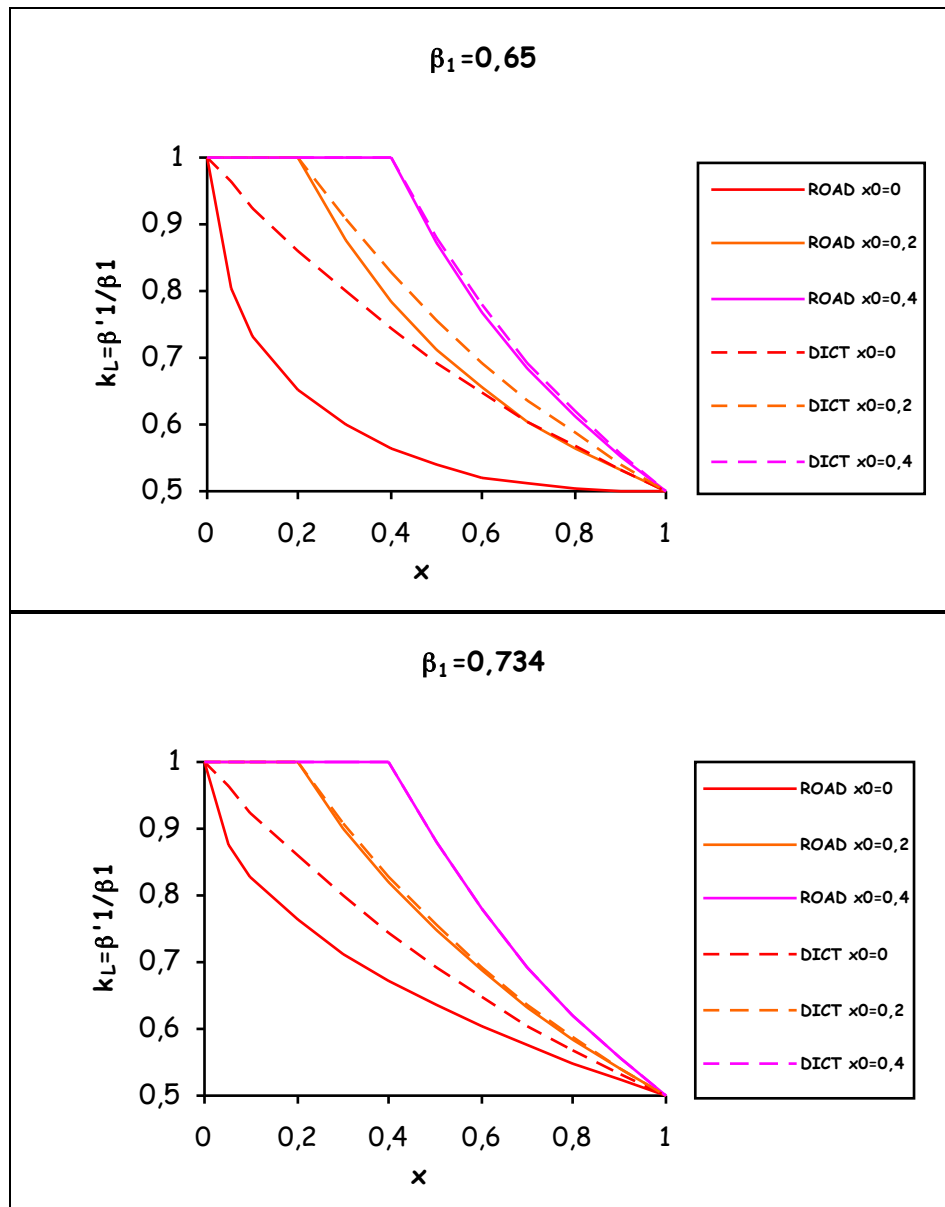 β₁=0,65
1
0,9
0,8
0,7
0,6
0,5
kL=β'1/β1
0 0,2 0,4 0,6 0,8 1
x
ROAD x0=0
ROAD x0=0,2
ROAD x0=0,4
DICT x0=0
DICT x0=0,2
DICT x0=0,4
β₁=0,734
1
0,9
0,8
0,7
0,6
0,5
kL=β'1/β1
0 0,2 0,4 0,6 0,8 1
x
ROAD x0=0
ROAD x0=0,2
ROAD x0=0,4
DICT x0=0
DICT x0=0,2
DICT x0=0,4